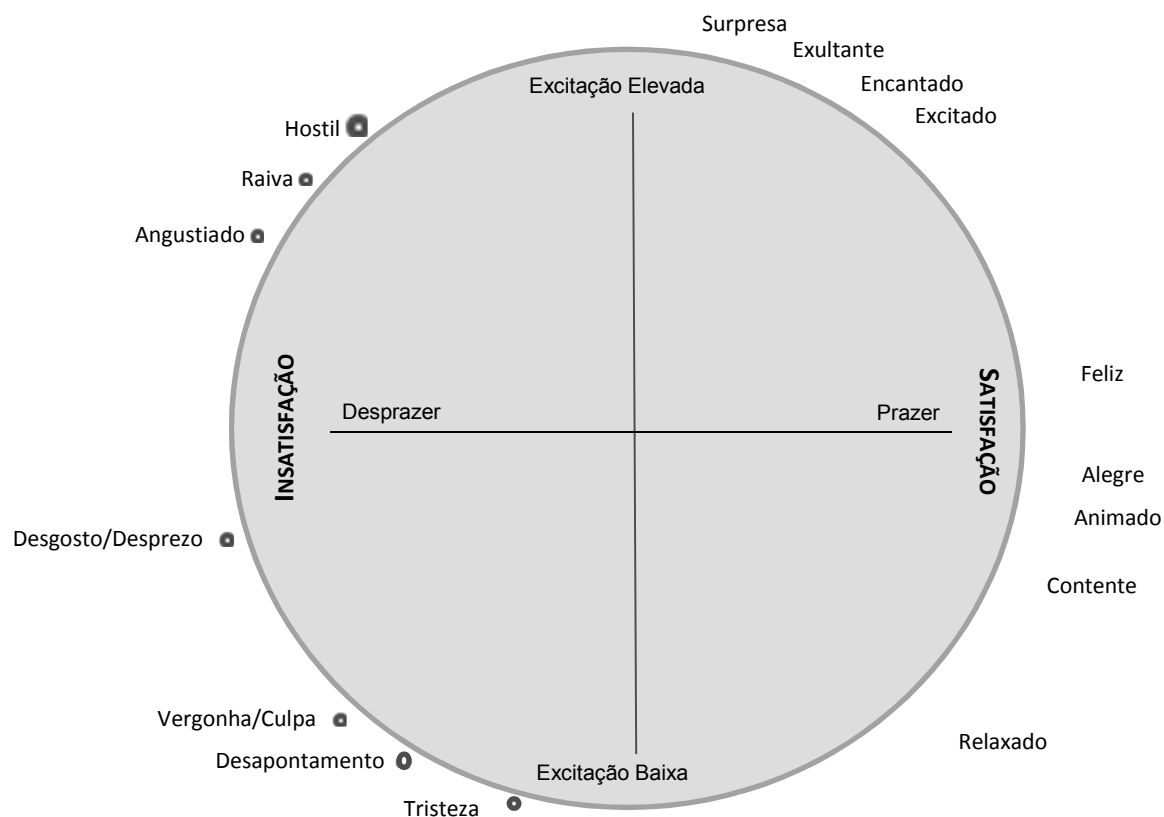 Surpresa
Exultante
Excitação Elevada
Encantado
Excitado
Hostil
Raiva
Angustiado
INSATISFAÇÃO
SATISFAÇÃO
Feliz
Desprazer
Prazer
Alegre
Animado
Desgosto/Desprezo
Contente
Vergonha/Culpa
Relaxado
Desapontamento
Excitação Baixa
Tristeza